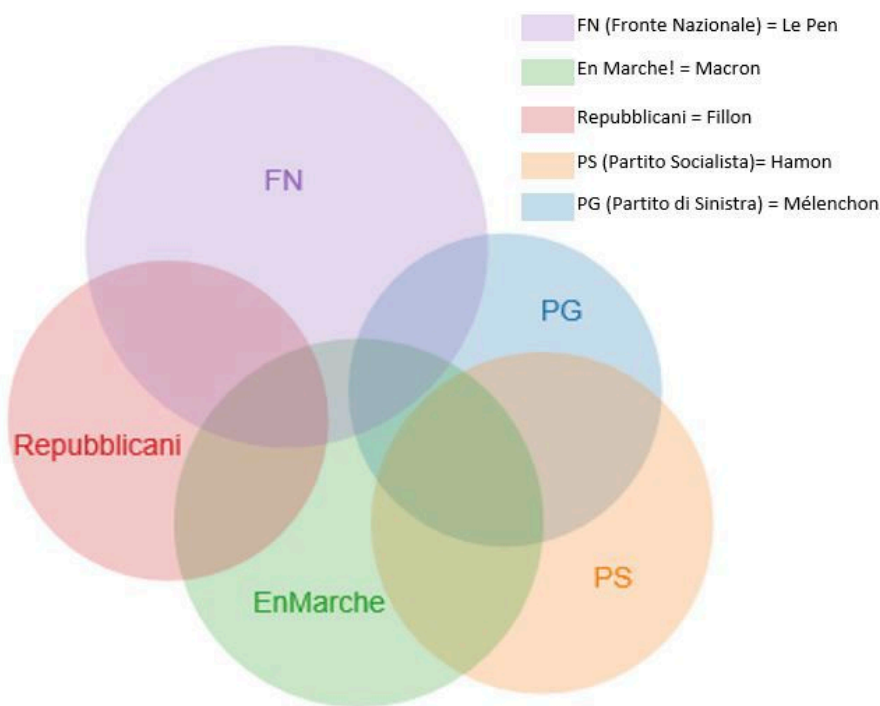 FN (Fronte Nazionale) = Le Pen
En Marche! = Macron
Repubblicani = Fillon
PS (Partito Socialista)= Hamon
PG (Partito di Sinistra) = Mélenchon
FN
PG
Repubblicani
EnMarche
PS